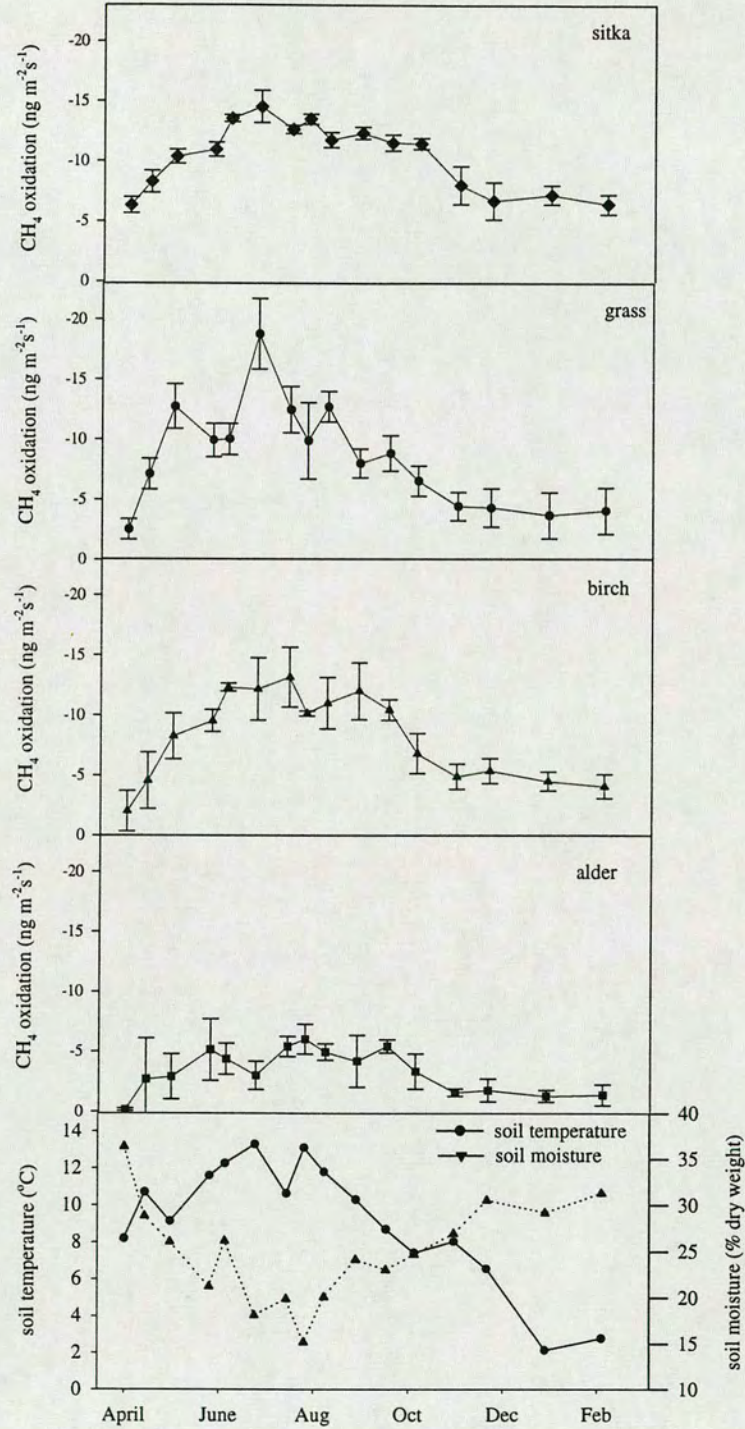 sitka
CH₄ oxidation (ng m⁻²s⁻¹)
-20
-15
-10
-5
0
grass
CH₄ oxidation (ng m⁻²s⁻¹)
-20
-15
-10
-5
0
birch
CH₄ oxidation (ng m⁻²s⁻¹)
-20
-15
-10
-5
0
alder
CH₄ oxidation (ng m⁻²s⁻¹)
-20
-15
-10
-5
0
soil temperature
soil moisture
soil temperature (°C)
14
12
10
8
6
4
2
0
40
35
30
25
20
15
10
soil moisture (% dry weight)
April June Aug Oct Dec Feb